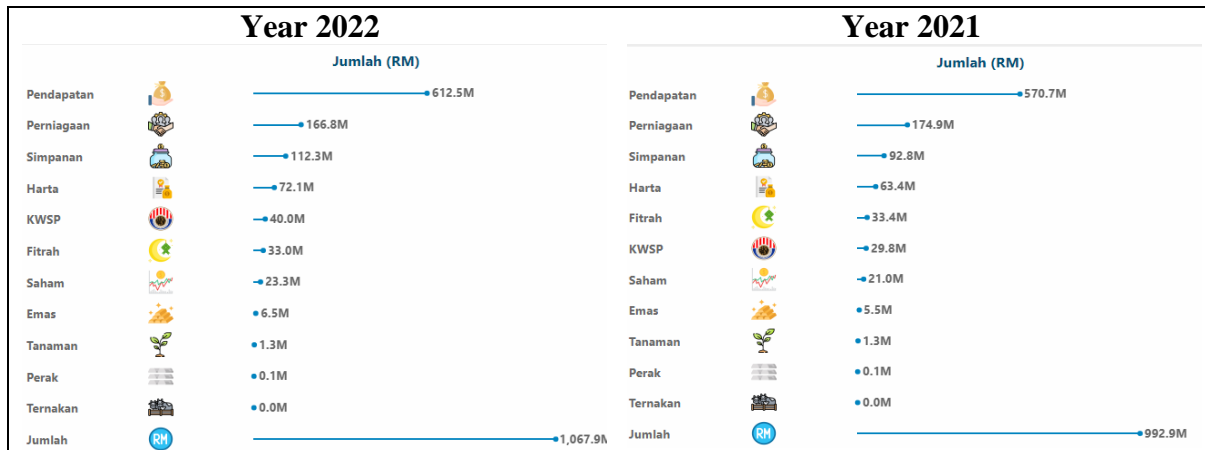 Year 2022
Jumlah (RM)
Pendapatan 612.5M
Perniagaan 166.8M
Simpanan 112.3M
Harta 72.1M
KWSP 40.0M
Fitrah 33.0M
Saham 23.3M
Emas 6.5M
Tanaman 1.3M
Perak 0.1M
Ternakan 0.0M
Jumlah RM 1,067.9M
Year 2021
Jumlah (RM)
Pendapatan 570.7M
Perniagaan 174.9M
Simpanan 92.8M
Harta 63.4M
Fitrah 33.4M
KWSP 29.8M
Saham 21.0M
Emas 5.5M
Tanaman 1.3M
Perak 0.1M
Ternakan 0.0M
Jumlah RM 992.9M